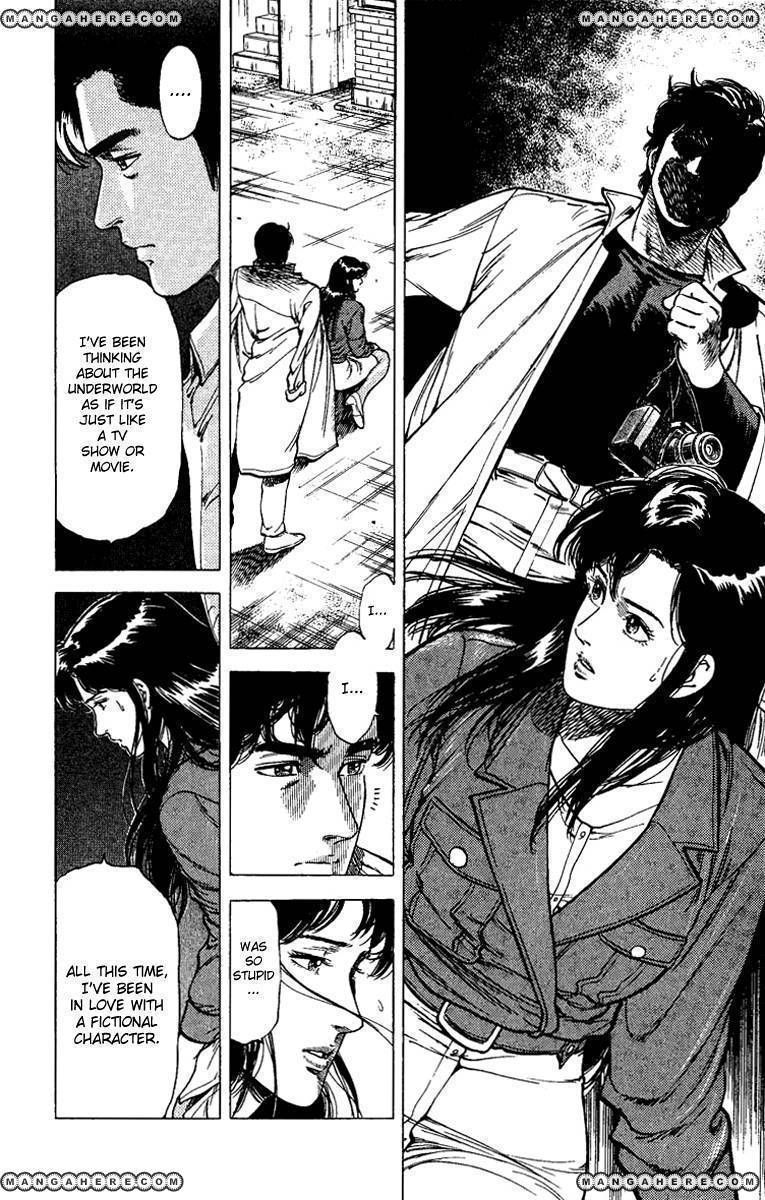 MANGAHERE.COM
MANGAHERE.COM
I...
I...
WAS
SO
STUPID
...
....
I'VE BEEN
THINKING
ABOUT THE
UNDERWORLD
AS IF IT'S
JUST LIKE
A TV
SHOW OR
MOVIE.
ALL THIS TIME,
I'VE BEEN
IN LOVE WITH
A FICTIONAL
CHARACTER.
MANGAHERE.COM
MANGAHERE.COM